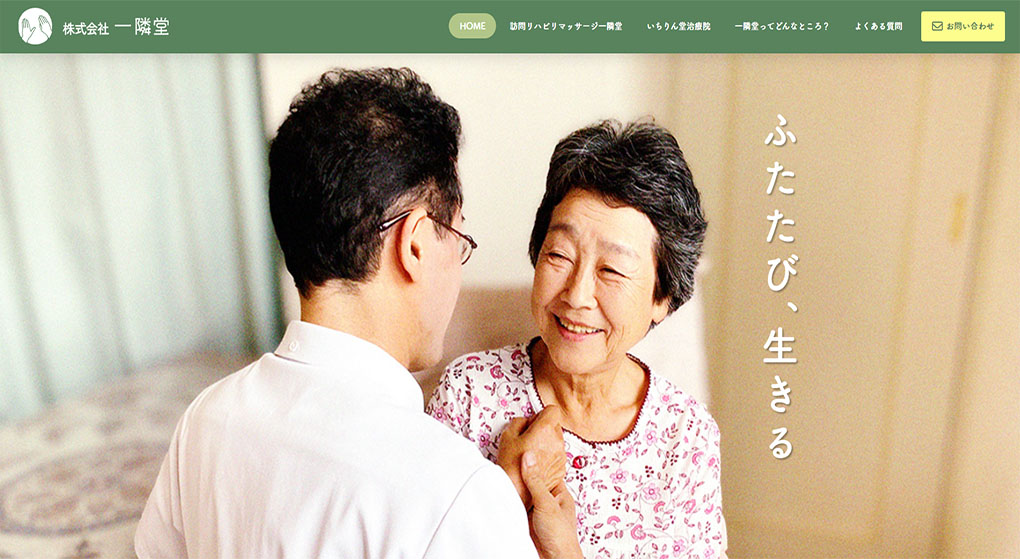 株式会社 一隣堂
HOME
訪問リハビリマッサージ一隣堂
いちりん堂治療院
一隣堂ってどんなところ？
よくある質問
お問い合わせ
ふたたび、生きる